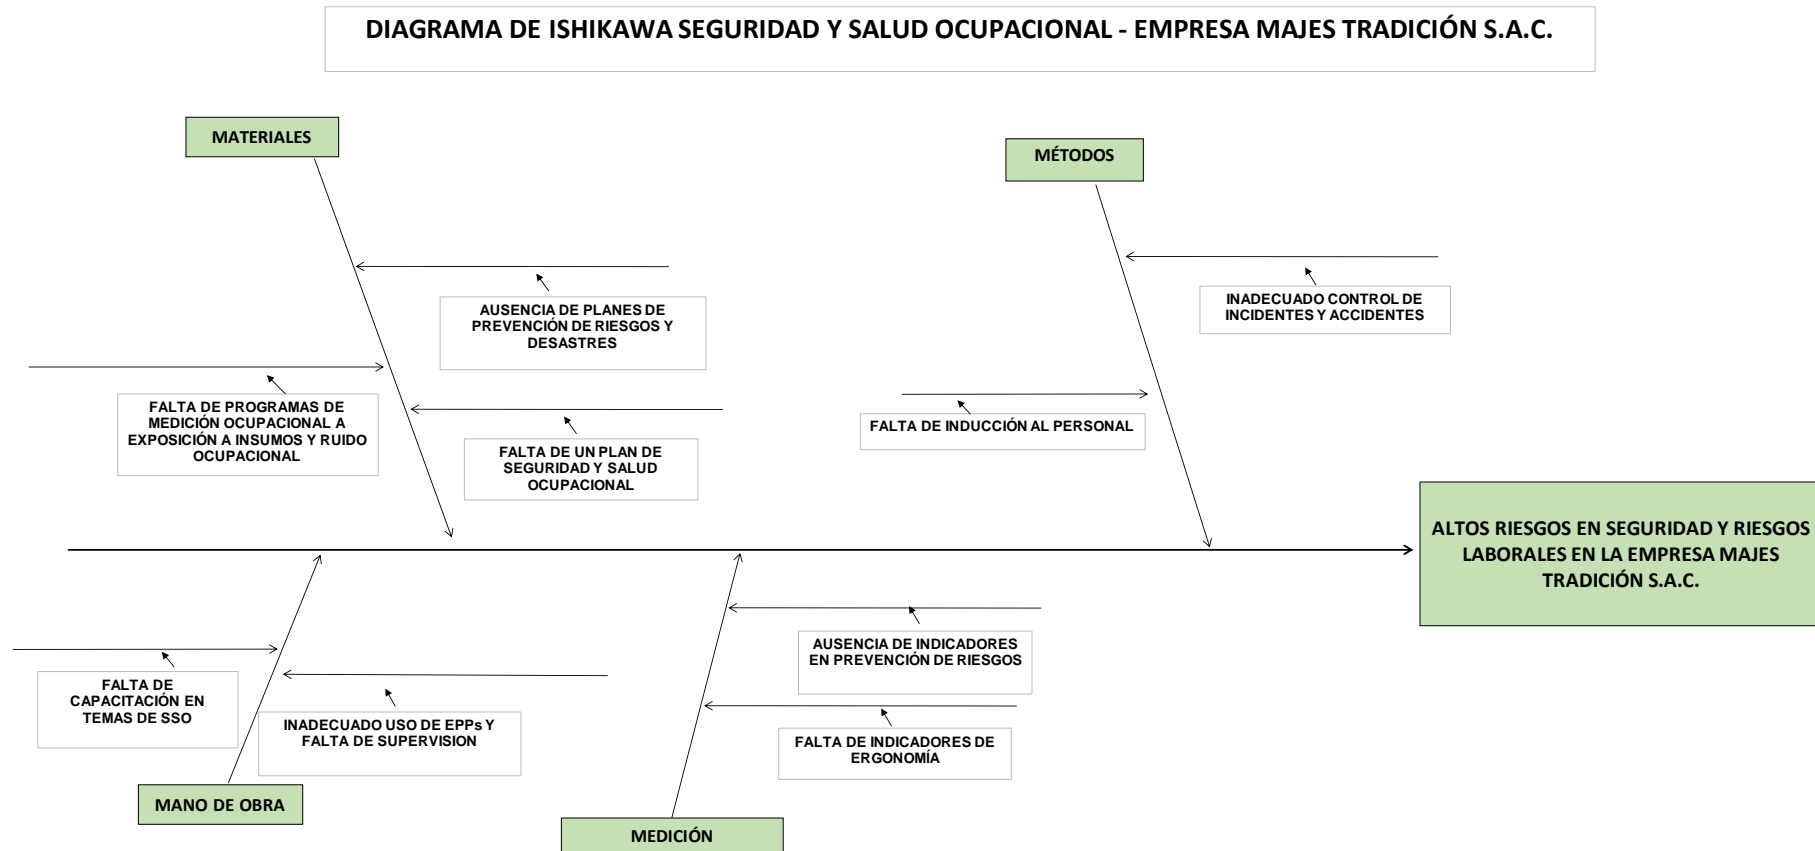 DIAGRAMA DE ISHIKAWA SEGURIDAD Y SALUD OCUPACIONAL - EMPRESA MAJES TRADICIÓN S.A.C.
MATERIALES
MÉTODOS
AUSENCIA DE PLANES DE
PREVENCIÓN DE RIESGOS Y
DESASTRES
INADECUADO CONTROL DE
INCIDENTES Y ACCIDENTES
FALTA DE PROGRAMAS DE
MEDICIÓN OCUPACIONAL A
EXPOSICIÓN A INSUMOS Y RUIDO
OCUPACIONAL
FALTA DE UN PLAN DE
SEGURIDAD Y SALUD
OCUPACIONAL
FALTA DE INDUCCIÓN AL PERSONAL
ALTOS RIESGOS EN SEGURIDAD Y RIESGOS
LABORALES EN LA EMPRESA MAJES
TRADICIÓN S.A.C.
FALTA DE
CAPACITACIÓN EN
TEMAS DE SSO
INADECUADO USO DE EPPs Y
FALTA DE SUPERVISION
AUSENCIA DE INDICADORES
EN PREVENCIÓN DE RIESGOS
FALTA DE INDICADORES DE
ERGONOMÍA
MANO DE OBRA
MEDICIÓN